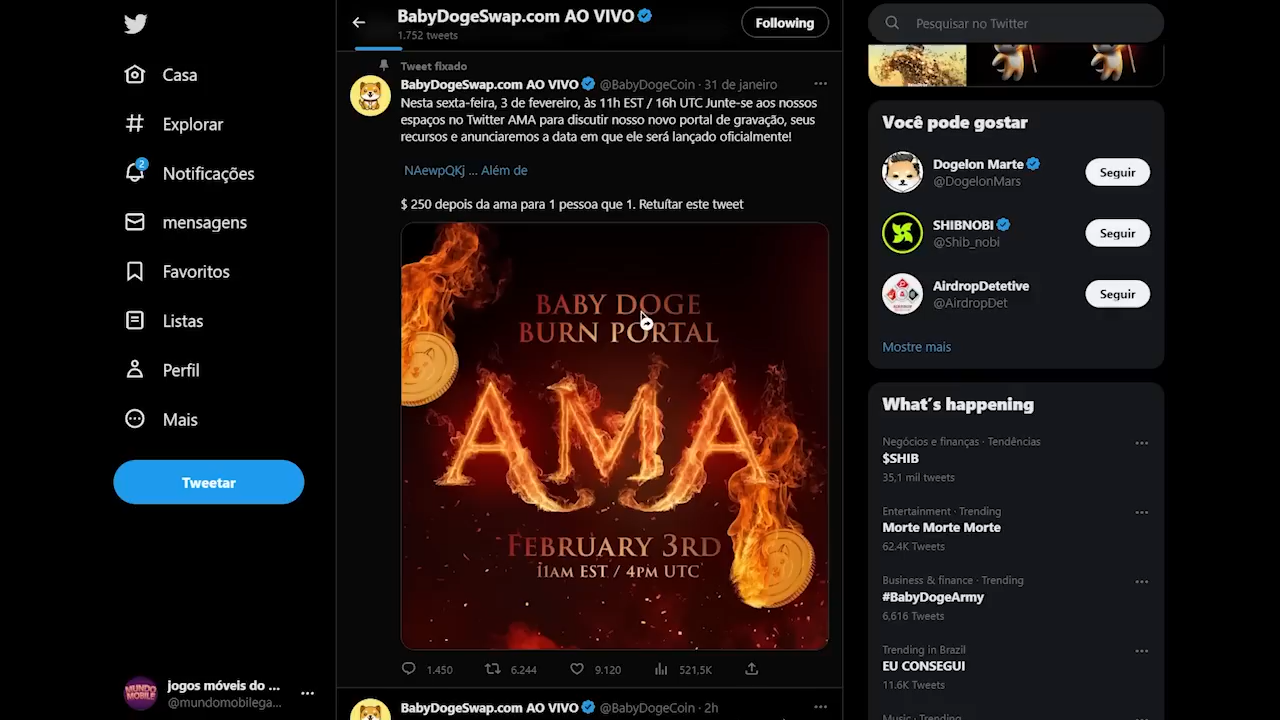 Casa
Explorar
2
Notificações
mensagens
Favoritos
Listas
Perfil
Mais
Tweetar
jogos móveis do ...
@mundomobilega...
BabyDogeSwap.com AO VIVO
1.752 tweets
Following
Tweet fixado
BabyDogeSwap.com AO VIVO @BabyDogeCoin · 31 de janeiro
Nesta sexta-feira, 3 de fevereiro, às 11h EST / 16h UTC Junte-se aos nossos
espaços no Twitter AMA para discutir nosso novo portal de gravação, seus
recursos e anunciaremos a data em que ele será lançado oficialmente!
NAewpQKj ... Além de
$ 250 depois da ama para 1 pessoa que 1. Retuítar este tweet
BABY DOGE
BURN PORTAL
AMA
FEBRUARY 3RD
11AM EST / 4PM UTC
1.450
6.244
9.120
521,5K
BabyDogeSwap.com AO VIVO @BabyDogeCoin · 2h
Pesquisar no Twitter
Você pode gostar
Dogelon Marte
@DogelonMars
Seguir
SHIBNOBI
@Shib_nobi
Seguir
AirdropDetetive
@AirdropDet
Seguir
Mostre mais
What's happening
Negócios e finanças · Tendências
$SHIB
35,1 mil tweets
Entertainment · Trending
Morte Morte Morte
62.4K Tweets
Business & finance · Trending
#BabyDogeArmy
6,616 Tweets
Trending in Brazil
EU CONSEGUI
11.6K Tweets
Music · Trending